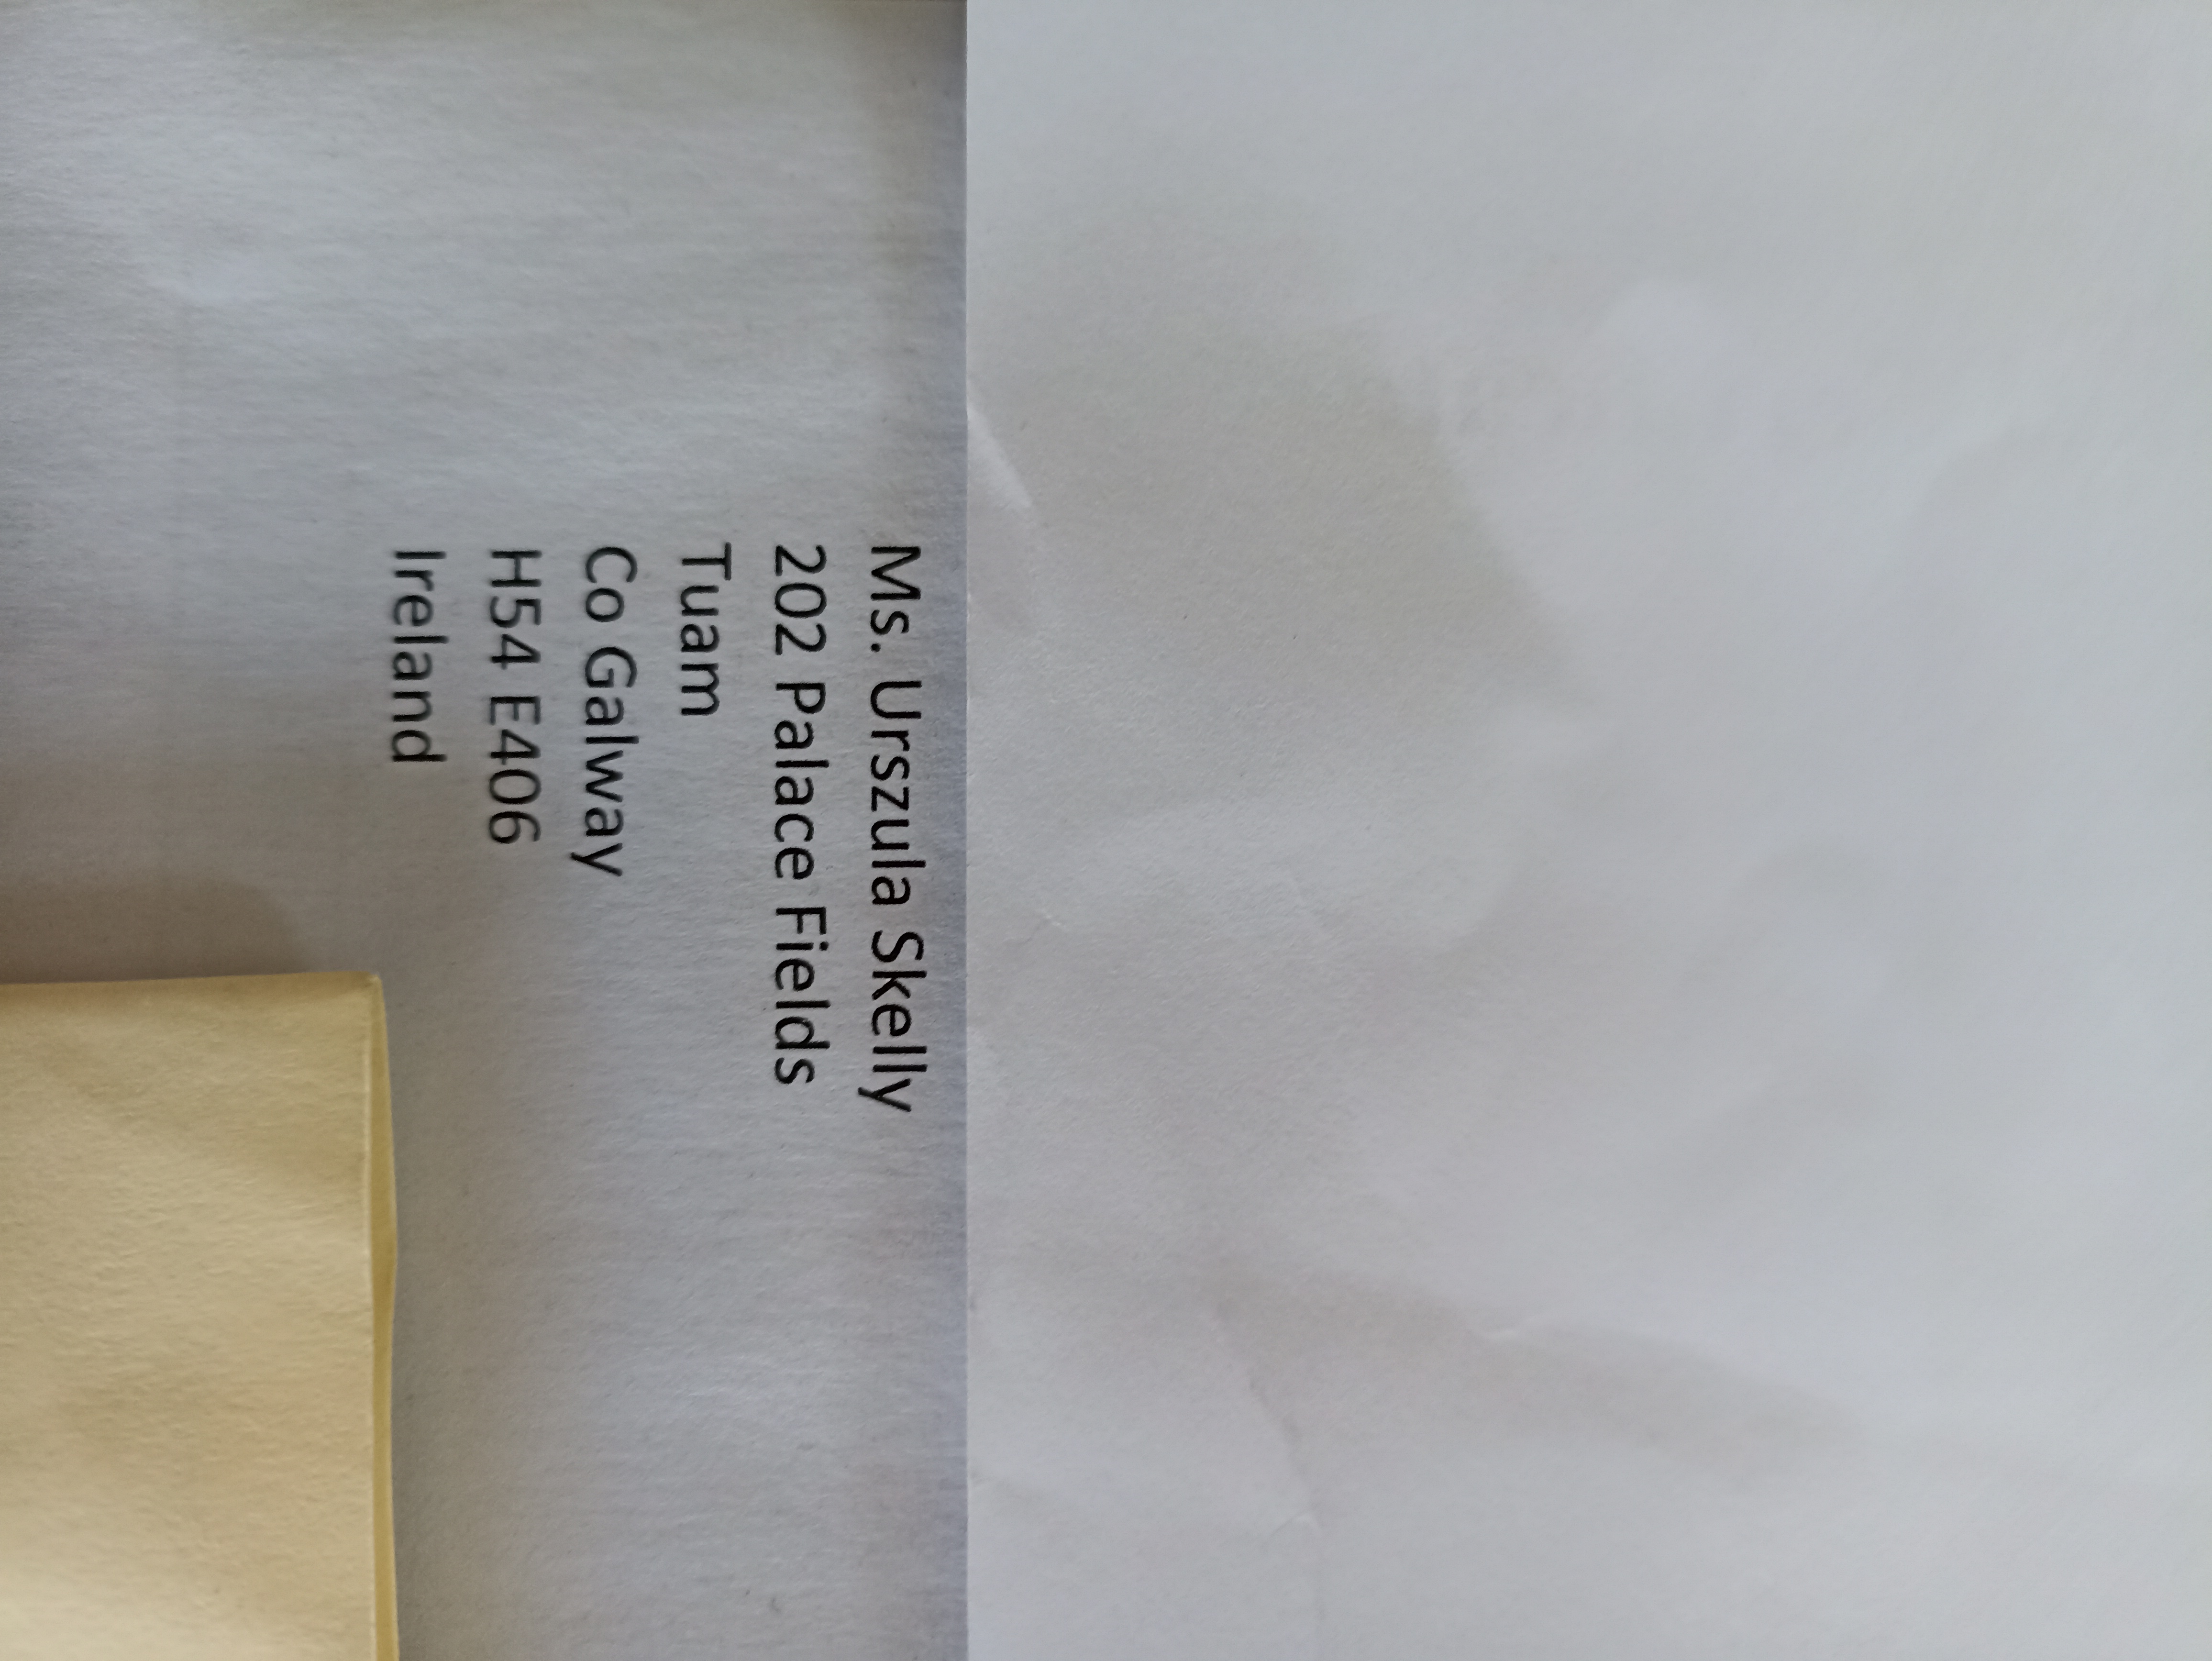 Ms. Urszula Skelly
202 Palace Fields
Tuam
Co Galway
H54 E406
Ireland